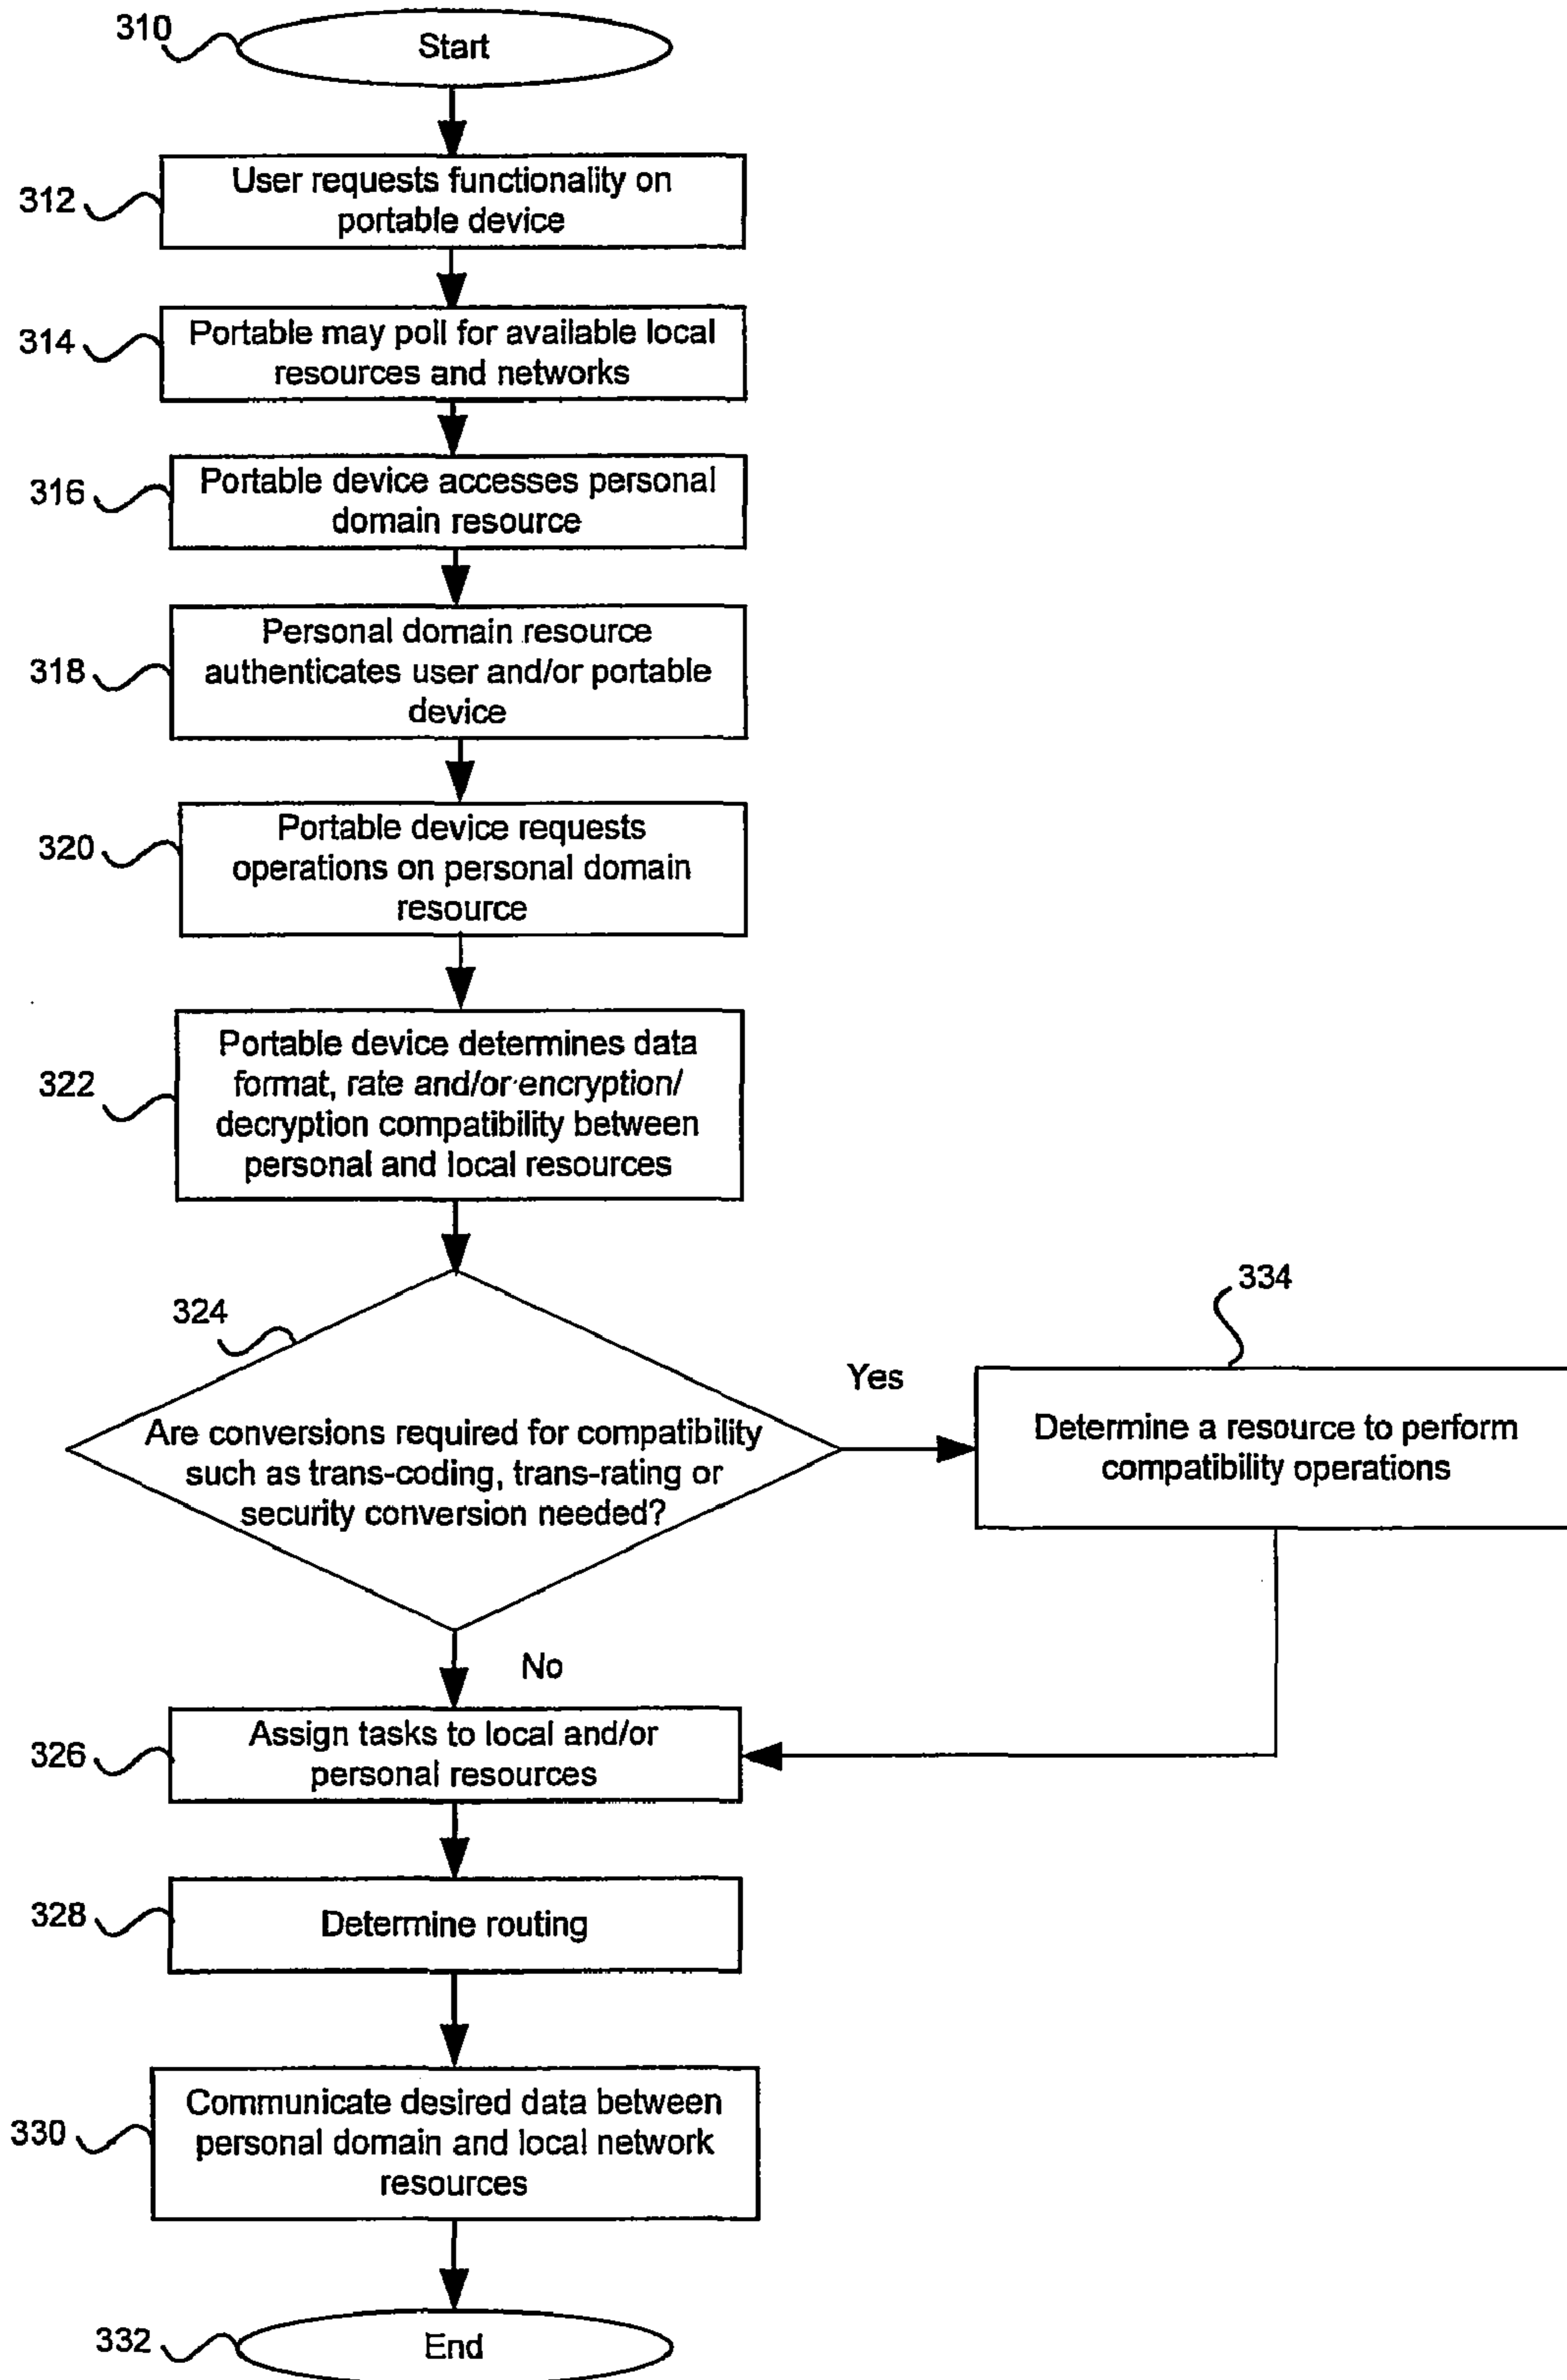 310
Start
312
User requests functionality on
portable device
314
Portable may poll for available local
resources and networks
316
Portable device accesses personal
domain resource
318
Personal domain resource
authenticates user and/or portable
device
320
Portable device requests
operations on personal domain
resource
322
Portable device determines data
format, rate and/or encryption/
decryption compatibility between
personal and local resources
324
Are conversions required for compatibility
such as trans-coding, trans-rating or
security conversion needed?
Yes
334
Determine a resource to perform
compatibility operations
No
326
Assign tasks to local and/or
personal resources
328
Determine routing
330
Communicate desired data between
personal domain and local network
resources
332
End